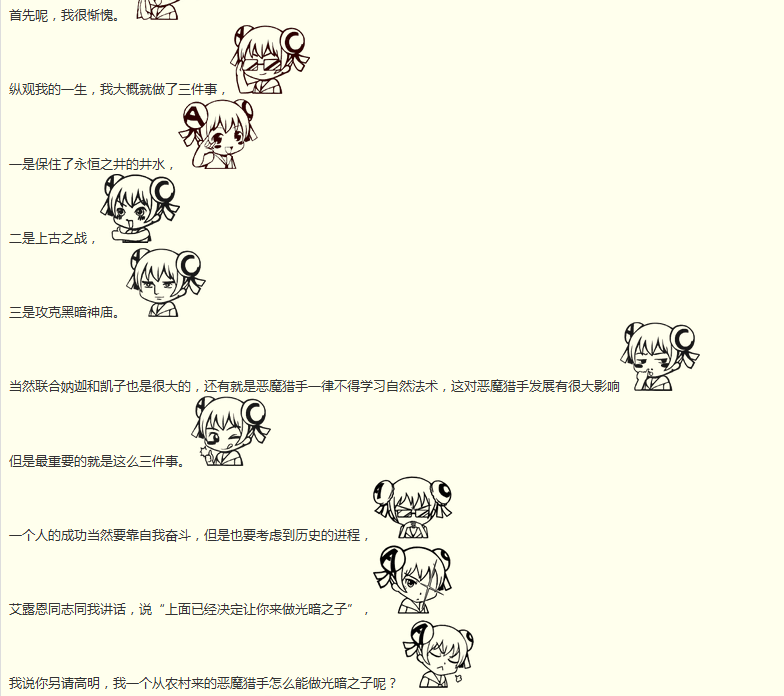 首先呢，我很惭愧。
纵观我的一生，我大概就做了三件事，
一是保住了永恒之井的井水，
二是上古之战，
三是攻克黑暗神庙。
当然联合妠迦和凯子也是很大的，还有就是恶魔猎手一律不得学习自然法术，这对恶魔猎手发展有很大影响
但是最重要的就是这么三件事。
一个人的成功当然要靠自我奋斗，但是也要考虑到历史的进程，
艾露恩同志同我讲话，说“上面已经决定让你来做光暗之子”，
我说你另请高明，我一个从农村来的恶魔猎手怎么能做光暗之子呢？